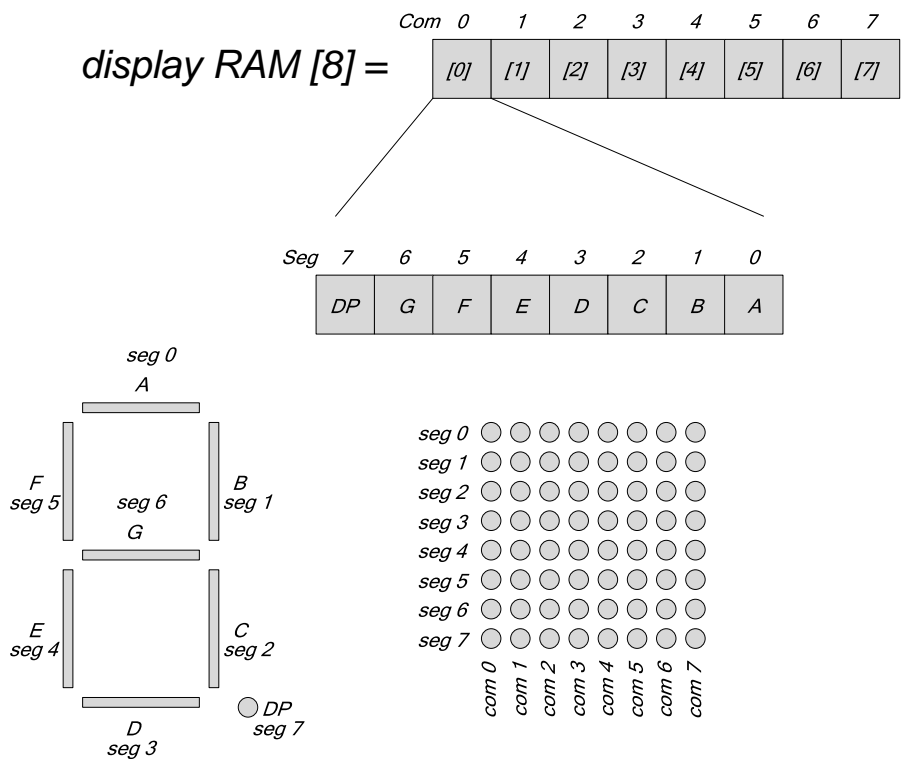 Com 0 1 2 3 4 5 6 7
display RAM [8] = [0] [1] [2] [3] [4] [5] [6] [7]
Seg 7 6 5 4 3 2 1 0
DP G F E D C B A
seg 0
A
F
seg 5
B
seg 1
seg 6
G
E
seg 4
C
seg 2
D
seg 3
DP
seg 7
seg 0
seg 1
seg 2
seg 3
seg 4
seg 5
seg 6
seg 7
com 0
com 1
com 2
com 3
com 4
com 5
com 6
com 7